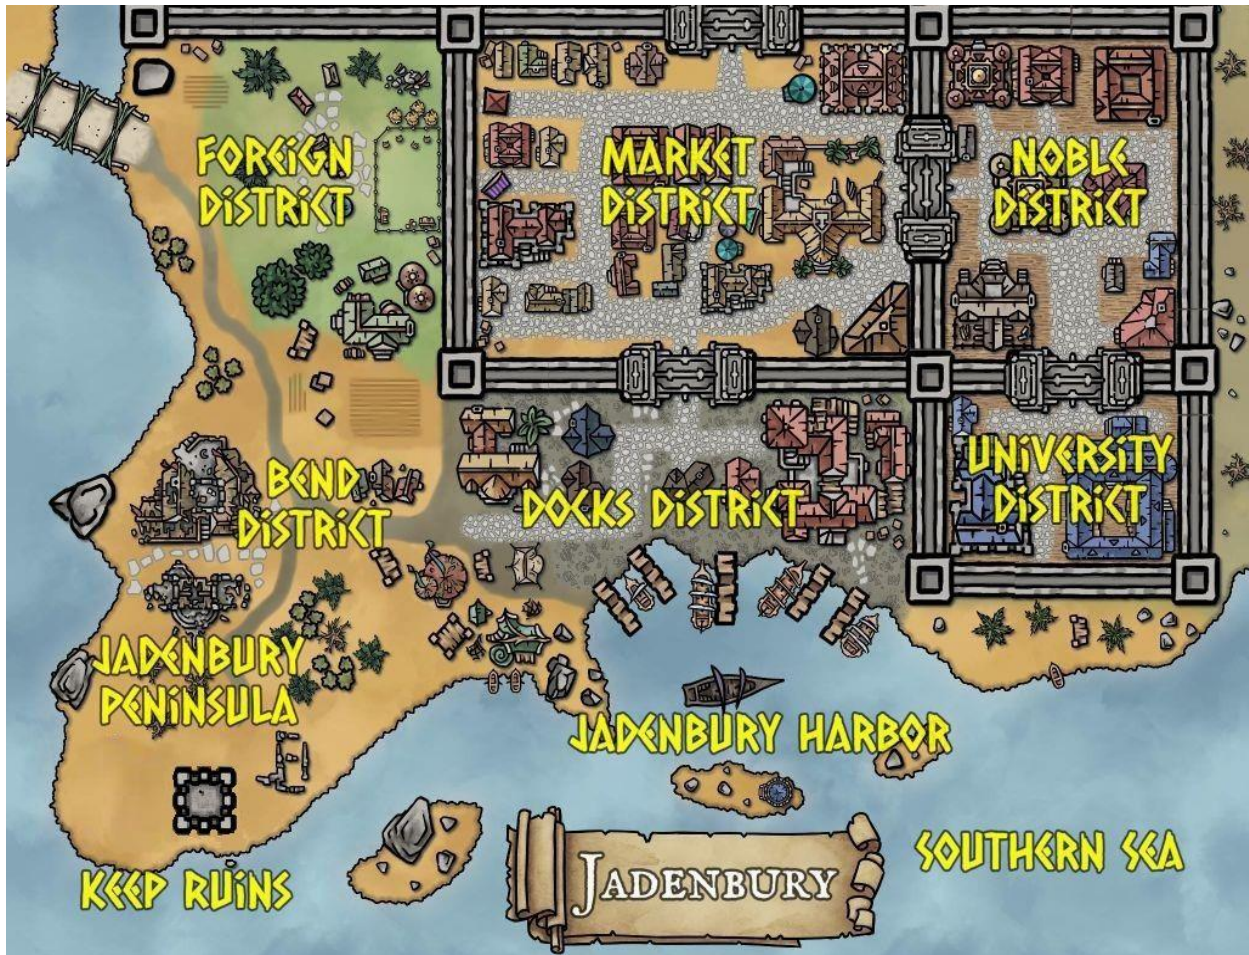 FOREIGN
DISTRICT
MARKET
DISTRICT
NOBLE
DISTRICT
BEND
DISTRICT
DOCKS DISTRICT
UNIVERSITY
DISTRICT
JADENBURY
PENINSULA
JADENBURY HARBOR
KEEP RUINS
JADENBURY
SOUTHERN SEA